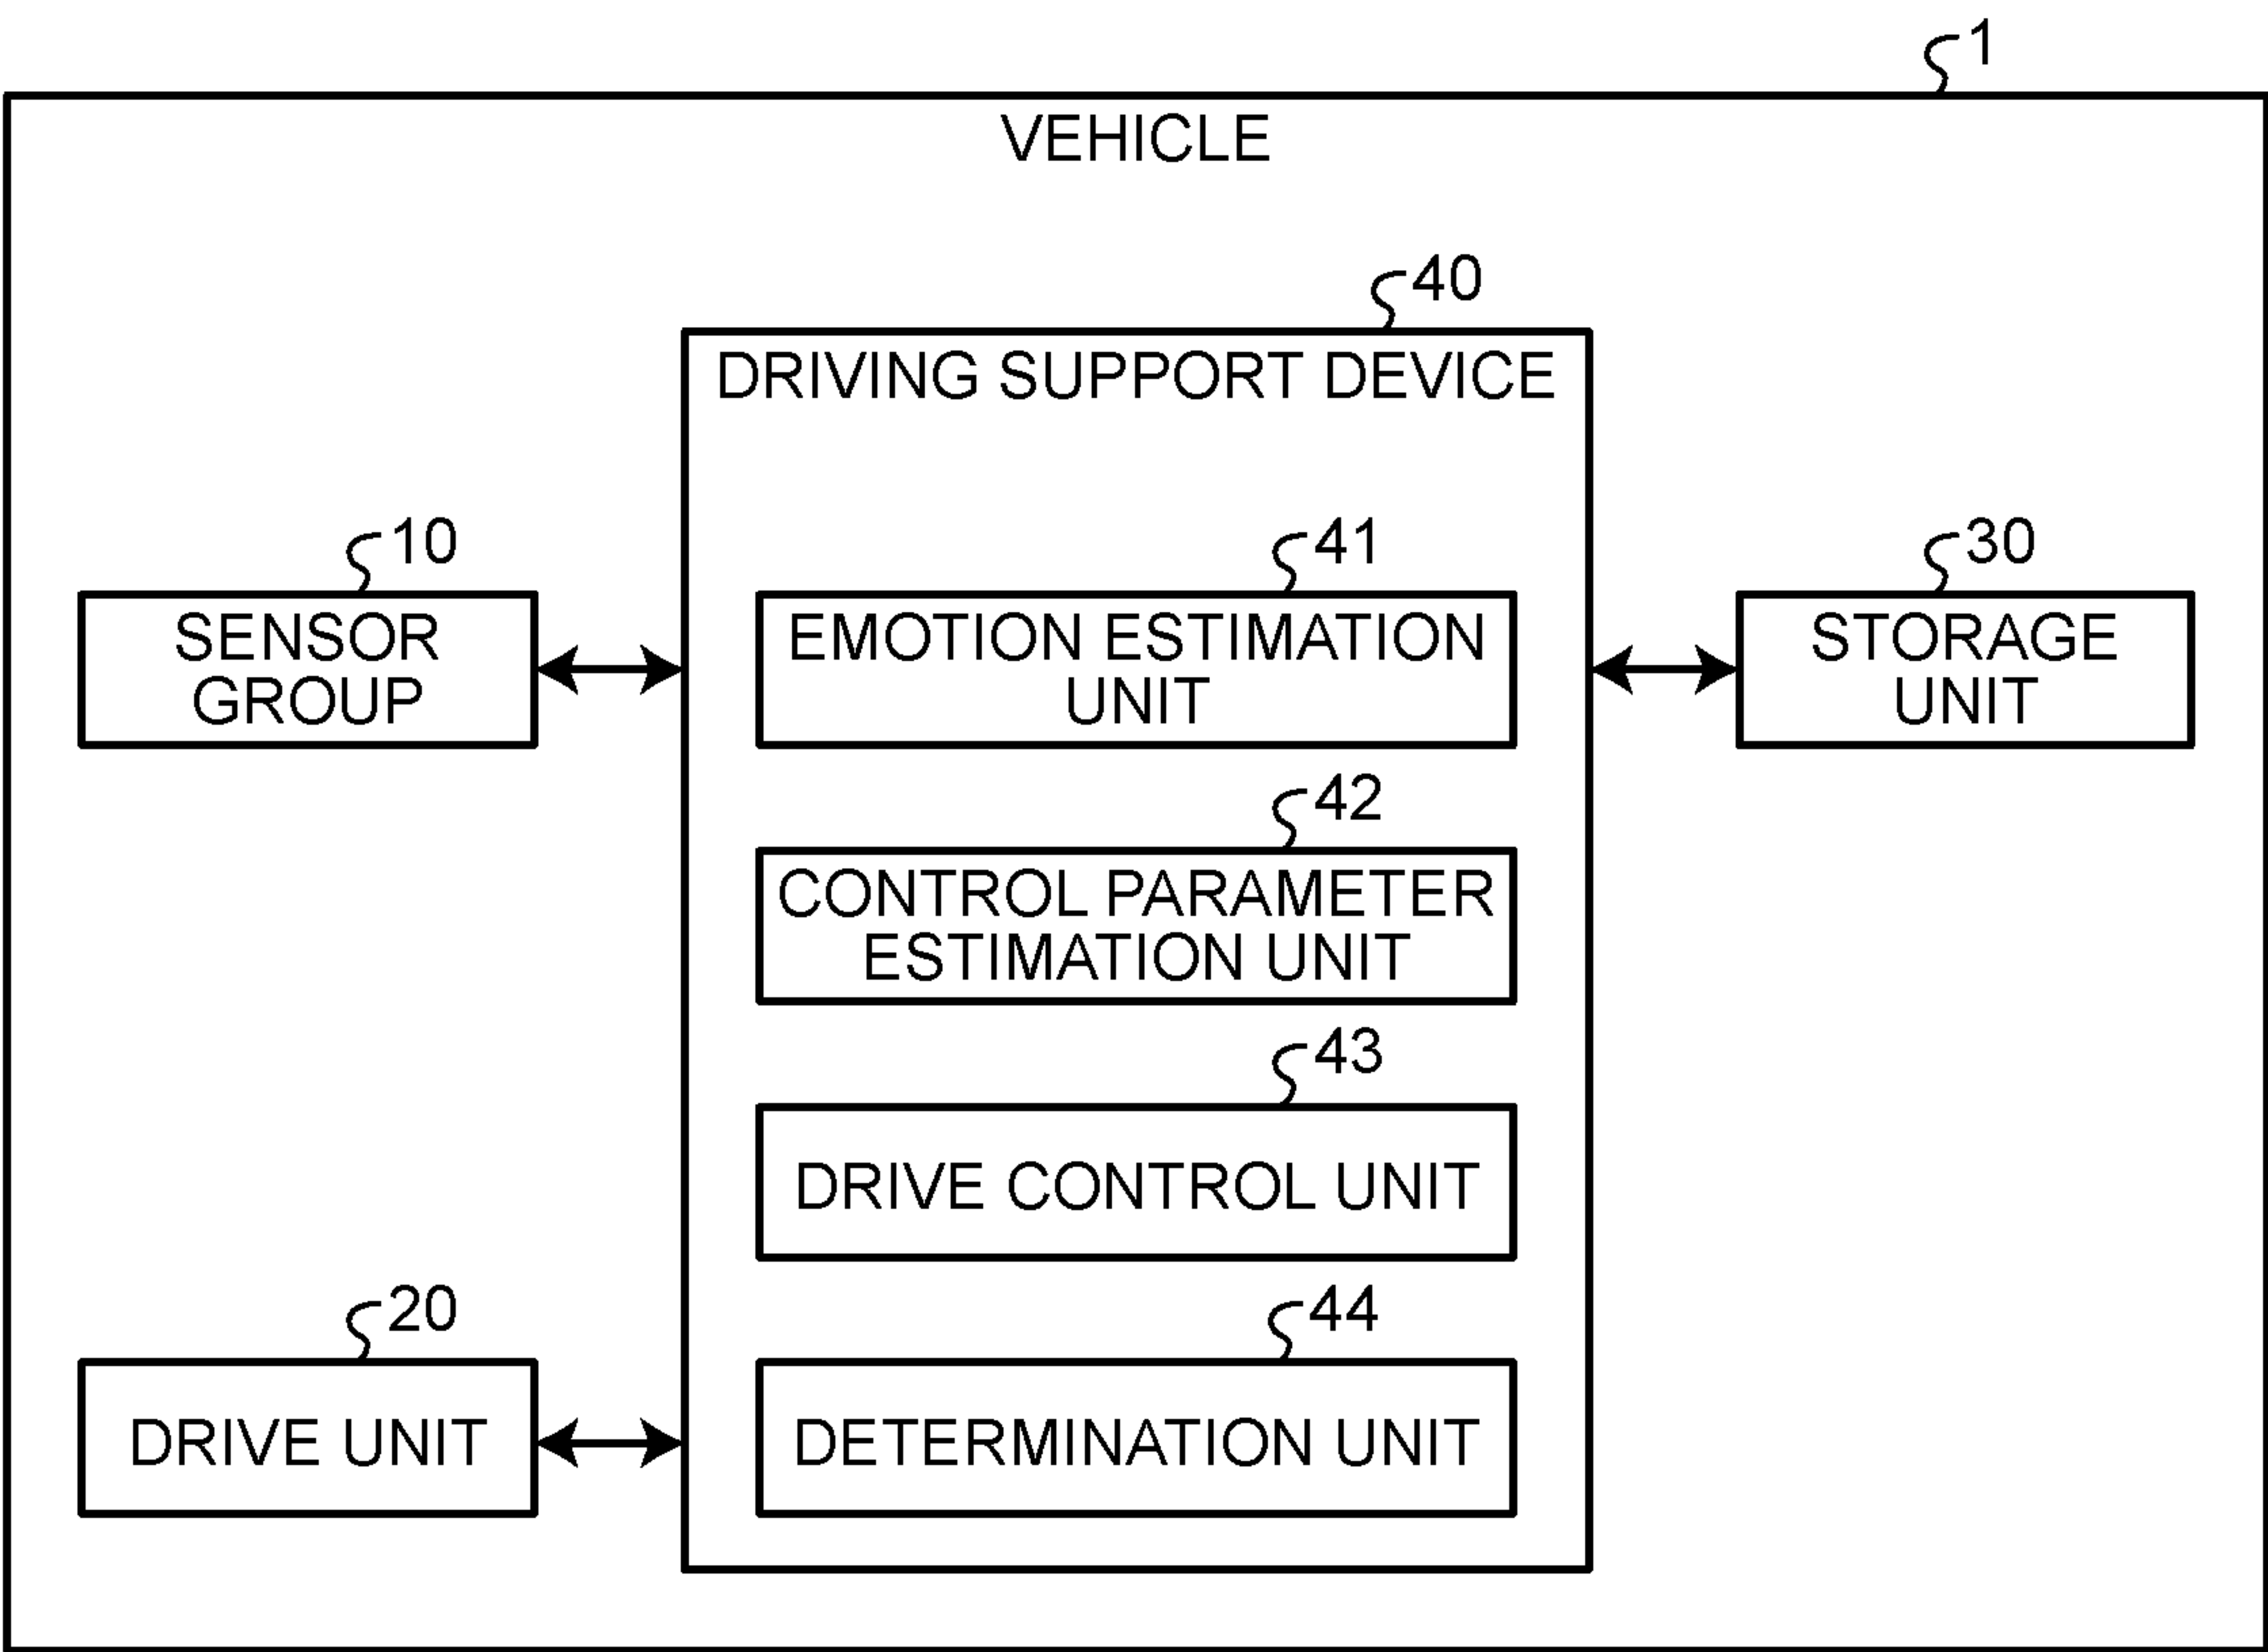 1
VEHICLE
40
DRIVING SUPPORT DEVICE
10
SENSOR
GROUP
41
EMOTION ESTIMATION
UNIT
30
STORAGE
UNIT
42
CONTROL PARAMETER
ESTIMATION UNIT
43
DRIVE CONTROL UNIT
20
DRIVE UNIT
44
DETERMINATION UNIT